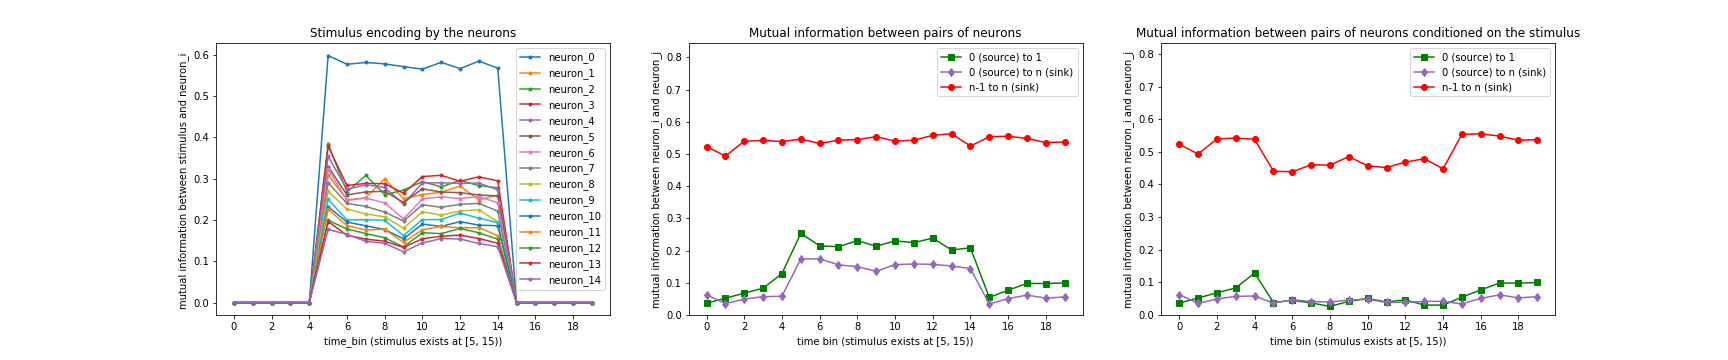 Stimulus encoding by the neurons
mutual information between stimulus and neuron_i
0.6
0.5
0.4
0.3
0.2
0.1
0.0
0 2 4 6 8 10 12 14 16 18
time_bin (stimulus exists at [5, 15))
neuron_0
neuron_1
neuron_2
neuron_3
neuron_4
neuron_5
neuron_6
neuron_7
neuron_8
neuron_9
neuron_10
neuron_11
neuron_12
neuron_13
neuron_14
Mutual information between pairs of neurons
mutual information between neuron_i and neuron_j
0.8
0.7
0.6
0.5
0.4
0.3
0.2
0.1
0.0
0 2 4 6 8 10 12 14 16 18
time bin (stimulus exists at [5, 15))
0 (source) to 1
0 (source) to n (sink)
n-1 to n (sink)
Mutual information between pairs of neurons conditioned on the stimulus
mutual information between neuron_i and neuron_j
0.8
0.7
0.6
0.5
0.4
0.3
0.2
0.1
0.0
0 2 4 6 8 10 12 14 16 18
time bin (stimulus exists at [5, 15))
0 (source) to 1
0 (source) to n (sink)
n-1 to n (sink)